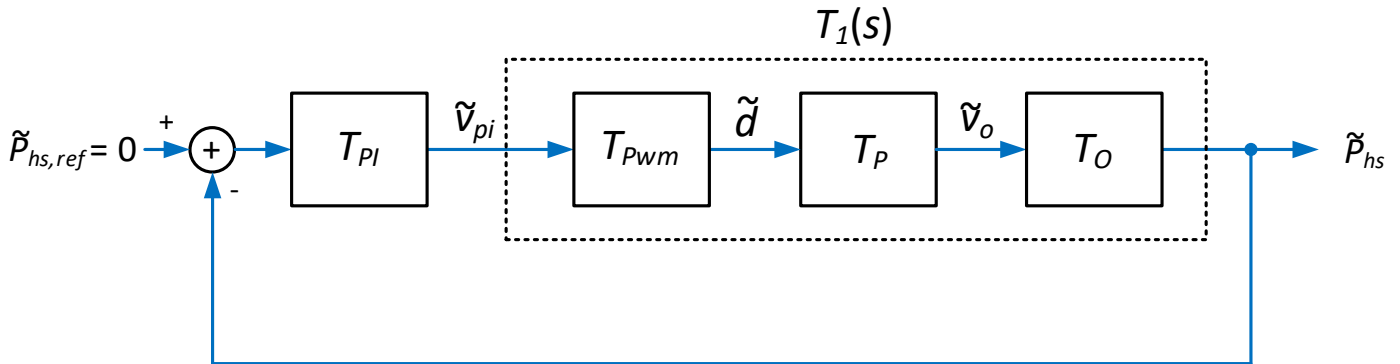 T₁(s)
P̃hs,ref = 0
+
+
-
TPI
ṽpi
TPwm
d̃
TP
ṽo
TO
P̃hs